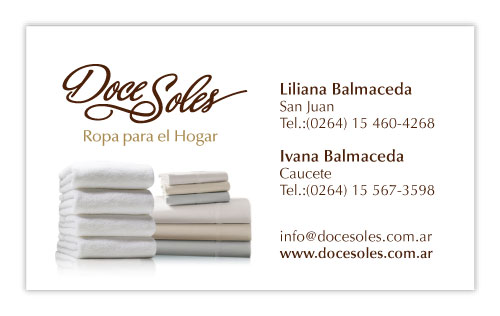 Doce Soles
Ropa para el Hogar
Liliana Balmaceda
San Juan
Tel.:(0264) 15 460-4268
Ivana Balmaceda
Caucete
Tel.:(0264) 15 567-3598
info@docesoles.com.ar
www.docesoles.com.ar